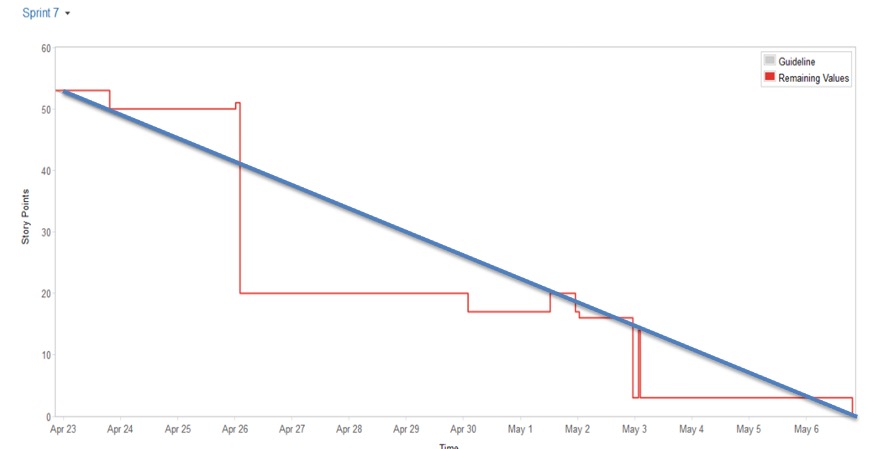 Sprint 7
60
Guideline
Remaining Values
50
40
30
20
10
0
Story Points
Apr 23 Apr 24 Apr 25 Apr 26 Apr 27 Apr 28 Apr 29 Apr 30 May 1 May 2 May 3 May 4 May 5 May 6
Time